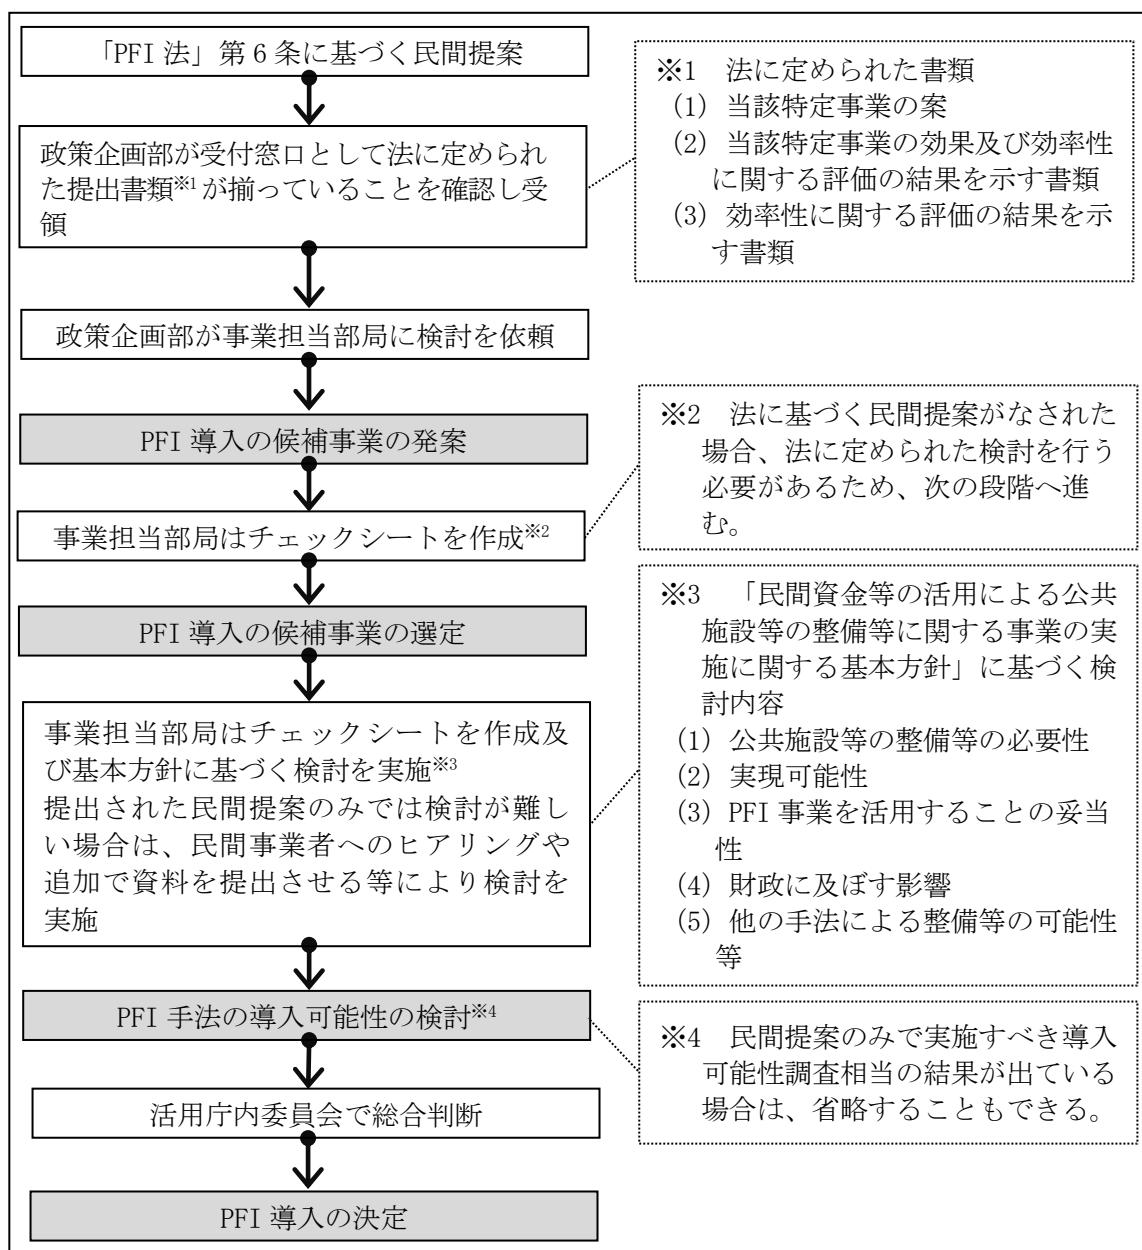 「PFI 法」第 6 条に基づく民間提案
政策企画部が受付窓口として法に定められ
た提出書類※1 が揃っていることを確認し受
領
※1　法に定められた書類
(1) 当該特定事業の案
(2) 当該特定事業の効果及び効率性
に関する評価の結果を示す書類
(3) 効率性に関する評価の結果を示
す書類
政策企画部が事業担当部局に検討を依頼
PFI 導入の候補事業の発案
事業担当部局はチェックシートを作成※2
※2　法に基づく民間提案がなされた
場合、法に定められた検討を行う
必要があるため、次の段階へ進
む。
PFI 導入の候補事業の選定
事業担当部局はチェックシートを作成及
び基本方針に基づく検討を実施※3
提出された民間提案のみでは検討が難し
い場合は、民間事業者へのヒアリングや
追加で資料を提出させる等により検討を
実施
※3　「民間資金等の活用による公共
施設等の整備等に関する事業の実
施に関する基本方針」に基づく検
討内容
(1) 公共施設等の整備等の必要性
(2) 実現可能性
(3) PFI 事業を活用することの妥当
性
(4) 財政に及ぼす影響
(5) 他の手法による整備等の可能性
等
PFI 手法の導入可能性の検討※4
※4　民間提案のみで実施すべき導入
可能性調査相当の結果が出ている
場合は、省略することもできる。
活用庁内委員会で総合判断
PFI 導入の決定